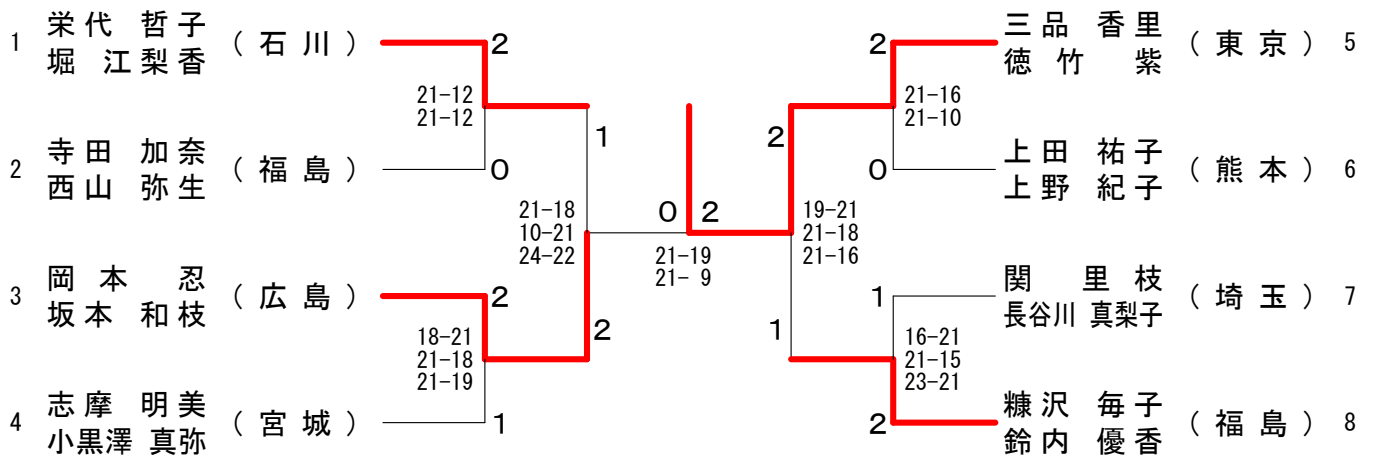 1 栄代 哲子 (石川) 2
堀 江梨香
21-12
21-12
2 寺田 加奈 (福島) 0
西山 弥生
1
21-18
10-21
24-22
3 岡本 忍 (広島) 2
坂本 和枝
2
18-21
21-18
21-19
4 志摩 明美 (宮城) 1
小黒澤 真弥
0 2
21-19
21- 9
2 三品 香里 (東京) 5
徳竹 紫
21-16
21-10
0 上田 祐子 (熊本) 6
上野 紀子
2
19-21
21-18
21-16
1 関 里枝 (埼玉) 7
長谷川 真梨子
1
16-21
21-15
23-21
2 糠沢 毎子 (福島) 8
鈴内 優香